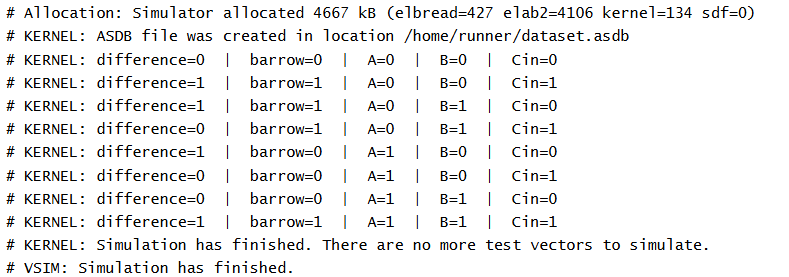 # Allocation: Simulator allocated 4667 kB (elbread=427 elab2=4106 kernel=134 sdf=0)
# KERNEL: ASDB file was created in location /home/runner/dataset.asdb
# KERNEL: difference=0 | barrow=0 | A=0 | B=0 | Cin=0
# KERNEL: difference=1 | barrow=1 | A=0 | B=0 | Cin=1
# KERNEL: difference=1 | barrow=1 | A=0 | B=1 | Cin=0
# KERNEL: difference=0 | barrow=1 | A=0 | B=1 | Cin=1
# KERNEL: difference=1 | barrow=0 | A=1 | B=0 | Cin=0
# KERNEL: difference=0 | barrow=0 | A=1 | B=0 | Cin=1
# KERNEL: difference=0 | barrow=0 | A=1 | B=1 | Cin=0
# KERNEL: difference=1 | barrow=1 | A=1 | B=1 | Cin=1
# KERNEL: Simulation has finished. There are no more test vectors to simulate.
# VSIM: Simulation has finished.